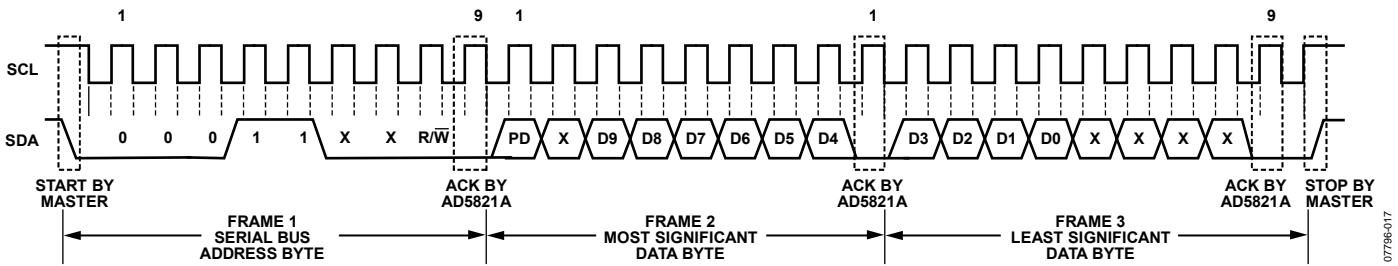 1 9 1 1 9
SCL
SDA
0 0 0 1 1 X X R/W̅ PD X D9 D8 D7 D6 D5 D4 D3 D2 D1 D0 X X X X
START BY
MASTER
ACK BY
AD5821A
ACK BY
AD5821A
ACK BY
AD5821A
STOP BY
MASTER
FRAME 1
SERIAL BUS
ADDRESS BYTE
FRAME 2
MOST SIGNIFICANT
DATA BYTE
FRAME 3
LEAST SIGNIFICANT
DATA BYTE
07796-017